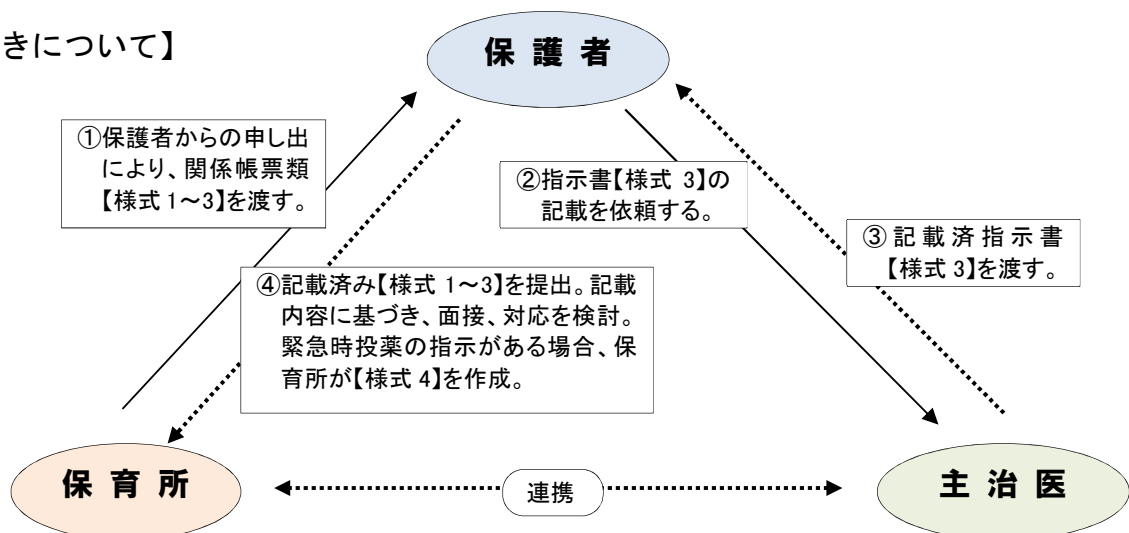 きについて】
保 護 者
①保護者からの申し出
により、関係帳票類
【様式1～3】を渡す。
②指示書【様式 3】の
記載を依頼する。
③記載済指示書
【様式3】を渡す。
④記載済み【様式 1～3】を提出。記載
内容に基づき、面接、対応を検討。
緊急時投薬の指示がある場合、保
育所が【様式4】を作成。
保 育 所
連携
主 治 医